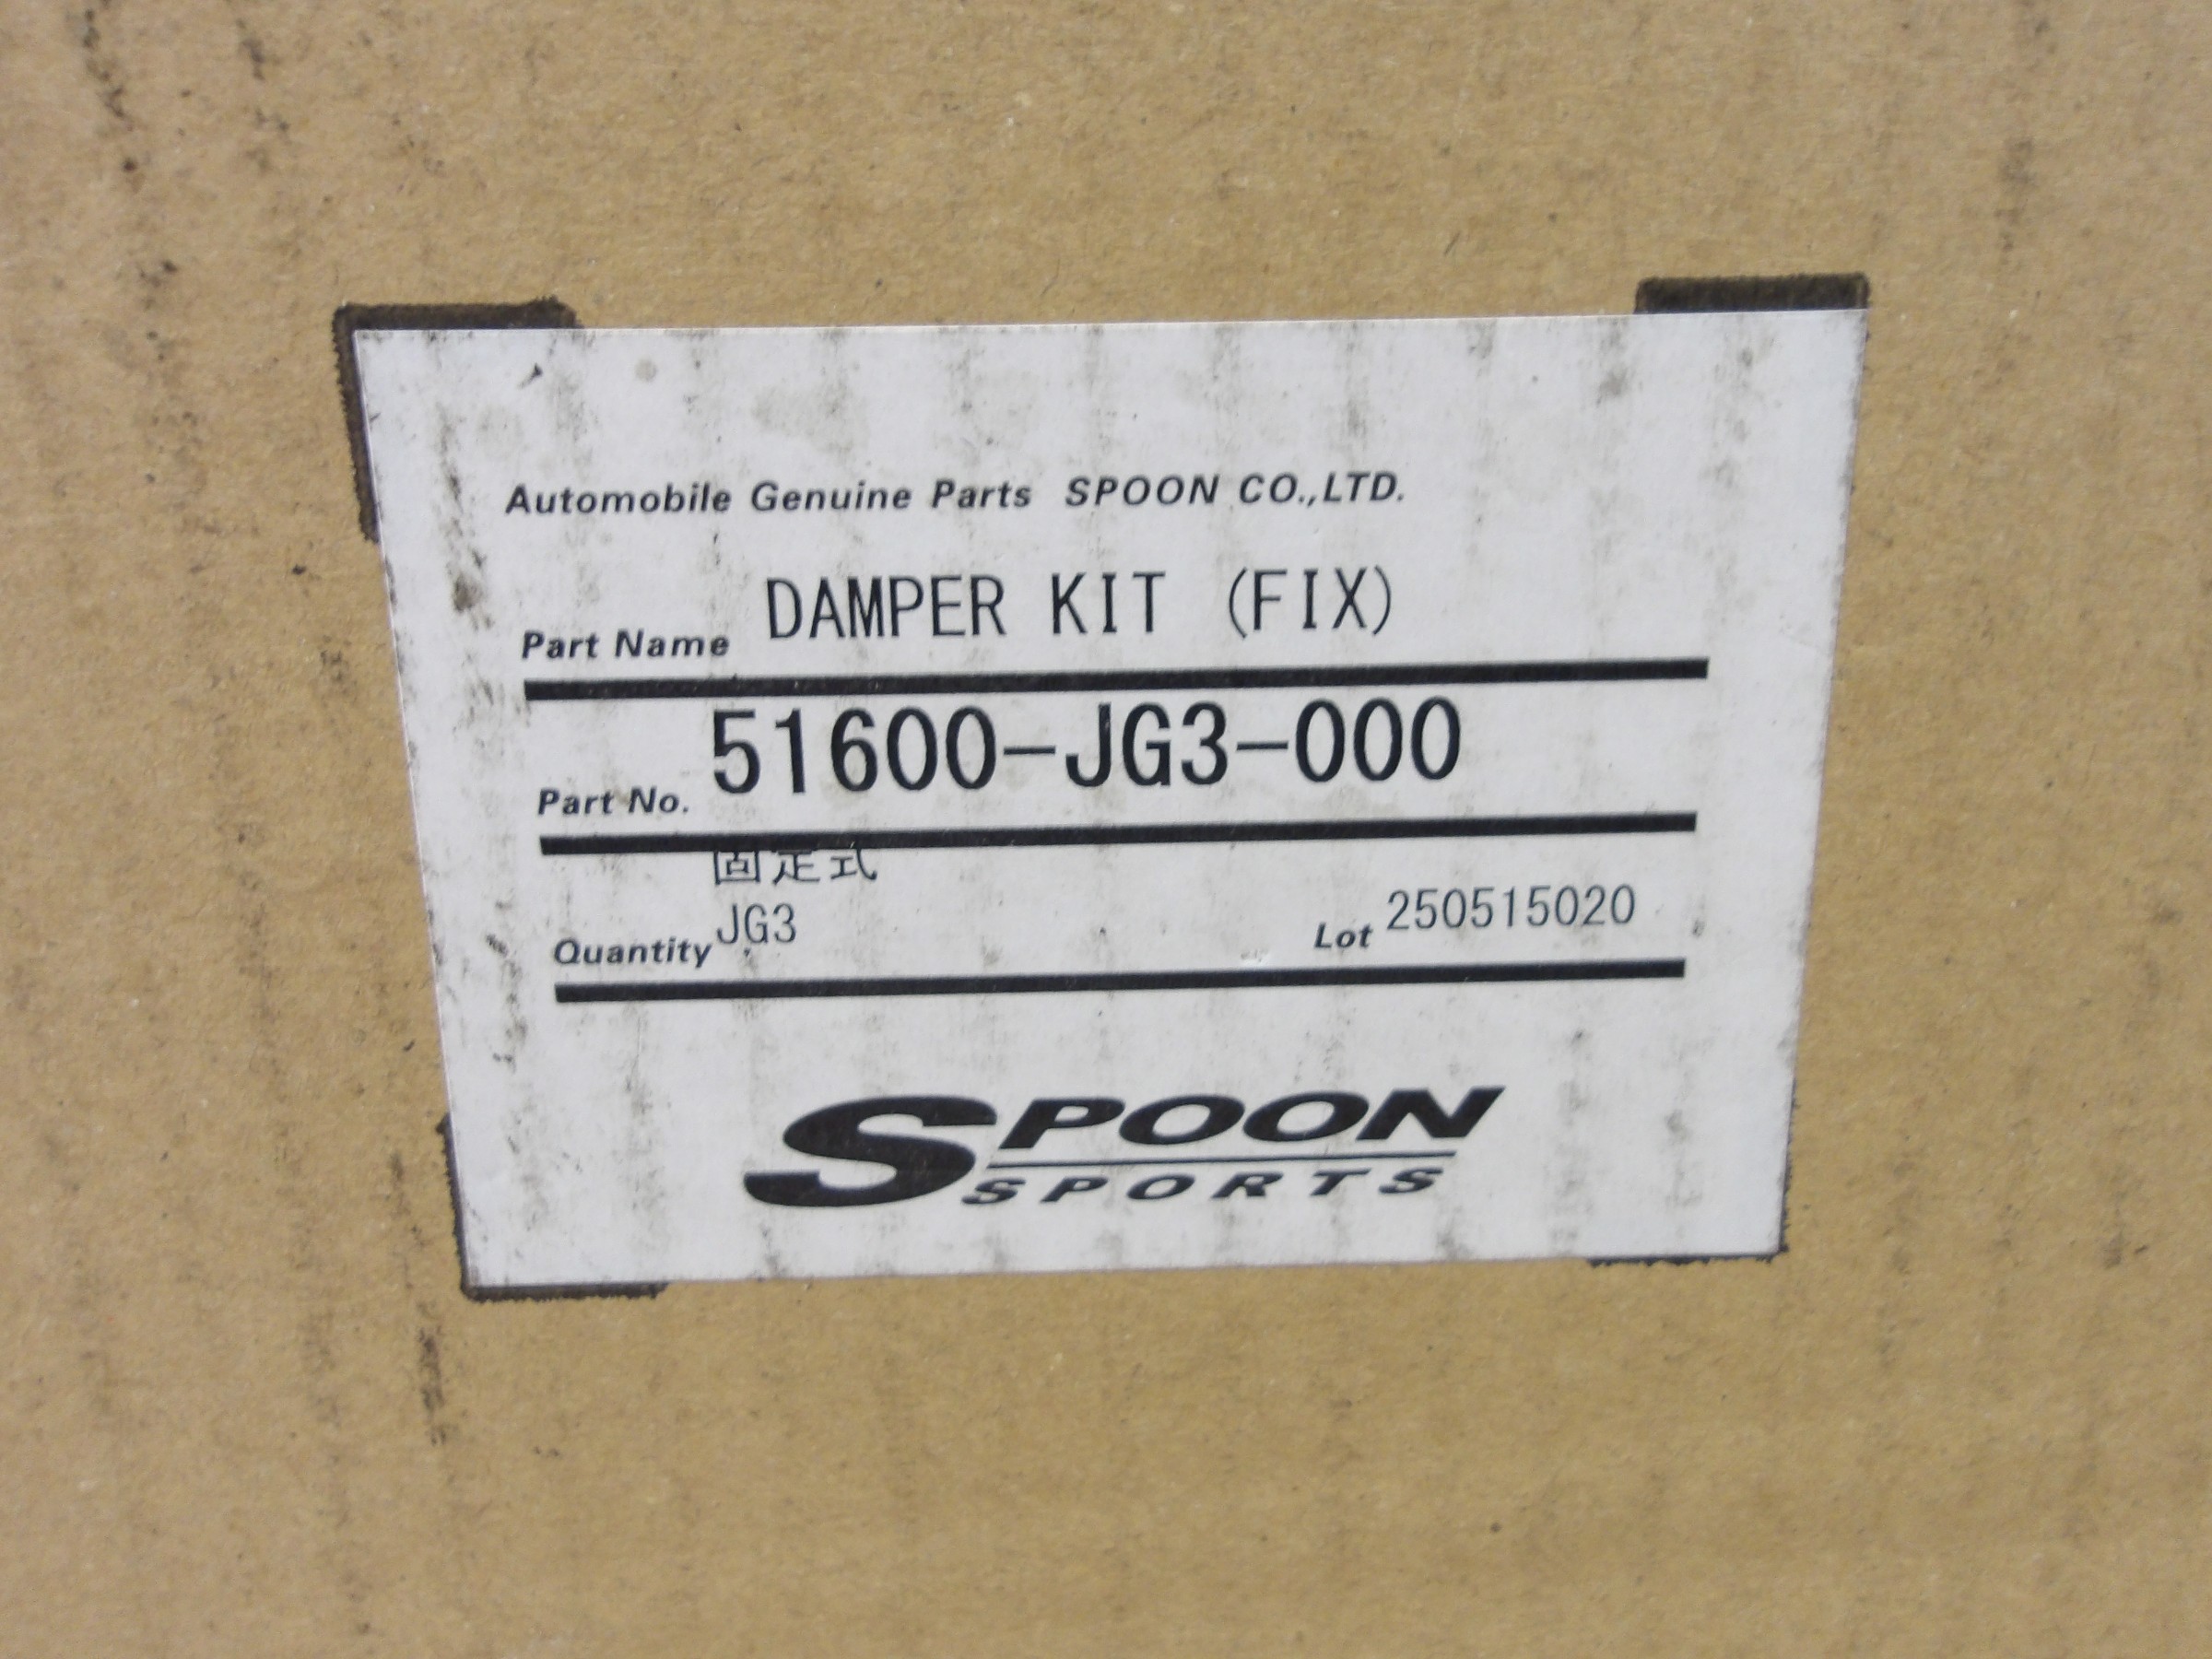 Automobile Genuine Parts SPOON CO.,LTD.
Part Name DAMPER KIT (FIX)
Part No. 51600-JG3-000
固定式
Quantity JG3 Lot 250515020
SPOON
SPORTS